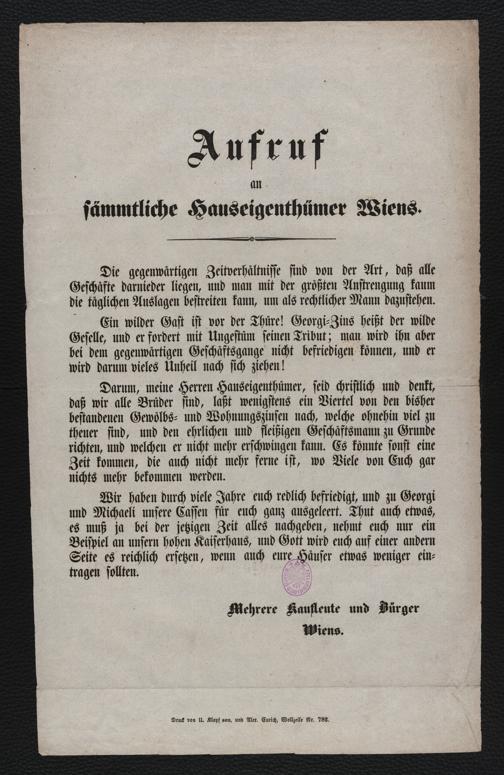 Aufruf
an
sämmtliche Hauseigenthümer Wiens.
Die gegenwärtigen Zeitverhältnisse sind von der Art, daß alle
Geschäfte darnieder liegen, und man mit der größten Anstrengung kaum
die täglichen Auslagen bestreiten kann, um als rechtlicher Mann dazustehen.
Ein wilder Gast ist vor der Thüre! Georgi-Zins heißt der wilde
Geselle, und er fordert mit Ungestüm seinen Tribut; man wird ihn aber
bei dem gegenwärtigen Geschäftsgange nicht befriedigen können, und er
wird darum vieles Unheil nach sich ziehen!
Darum, meine Herren Hauseigenthümer, seid christlich und denkt,
daß wir alle Brüder sind, laßt wenigstens ein Viertel von den bisher
bestandenen Gewölbs- und Wohnungszinsen nach, welche ohnehin viel zu
theuer sind, und den ehrlichen und fleißigen Geschäftsmann zu Grunde
richten, und welchen er nicht mehr erschwingen kann. Es könnte sonst eine
Zeit kommen, die auch nicht mehr ferne ist, wo Viele von Euch gar
nichts mehr bekommen werden.
Wir haben durch viele Jahre euch redlich befriedigt, und zu Georgi
und Michaeli unsere Cassen für euch ganz ausgeleert. Thut auch etwas,
es muß ja bei der jetzigen Zeit alles nachgeben, nehmt euch nur ein
Beispiel an unsern hohen Kaiserhaus, und Gott wird euch auf einer andern
Seite es reichlich ersetzen, wenn auch eure Häuser etwas weniger ein-
tragen sollten.
Mehrere Kaufleute und Bürger
Wiens.
Druck von U. Klopf sen. und Alex. Eurich, Wollzeile Nr. 782.